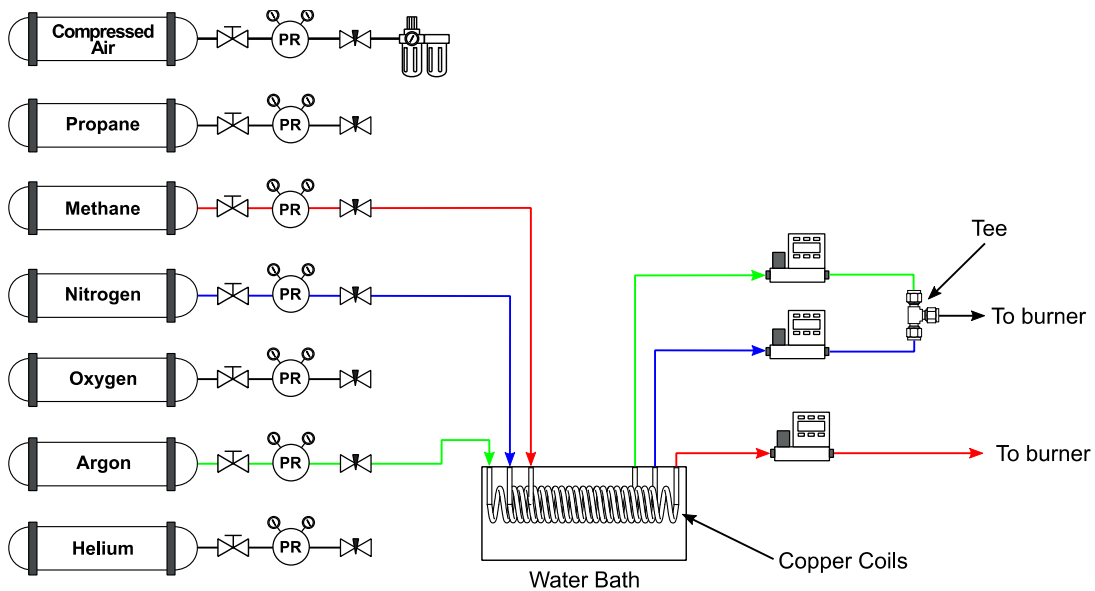 Compressed
Air
PR
Propane
PR
Methane
PR
Nitrogen
PR
Oxygen
PR
Argon
PR
Helium
PR
Tee
To burner
To burner
Copper Coils
Water Bath